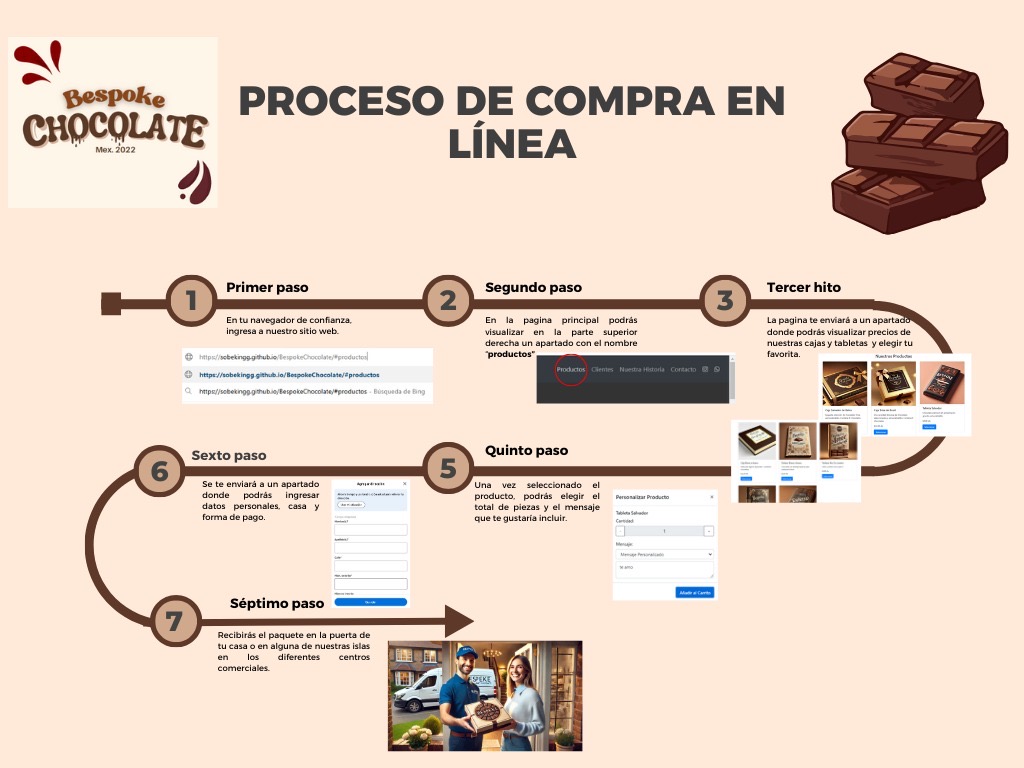 Bespoke
CHOCOLATE
Mex. 2022
PROCESO DE COMPRA EN
LÍNEA
1
Primer paso
En tu navegador de confianza,
ingresa a nuestro sitio web.
https://sobekingg.github.io/BespokeChocolate/#productos
https://sobekingg.github.io/BespokeChocolate/#productos
https://sobekingg.github.io/BespokeChocolate/#productos - Búsqueda de Bing
2
Segundo paso
En la pagina principal podrás
visualizar en la parte superior
derecha un apartado con el nombre
"productos"
Productos Clientes Nuestra Historia Contacto
3
Tercer hito
La pagina te enviará a un apartado
donde podrás visualizar precios de
nuestras cajas y tabletas y elegir tu
favorita.
Nuestros Productos
5
Quinto paso
Una vez seleccionado el
producto, podrás elegir el
total de piezas y el mensaje
que te gustaría incluir.
Personalizar Producto
Tableta Salvador
Cantidad:
- 1 +
Mensaje:
Mensaje Personalizado
te amo
Añadir al Carrito
6
Sexto paso
Se te enviará a un apartado
donde podrás ingresar
datos personales, casa y
forma de pago.
7
Séptimo paso
Recibirás el paquete en la puerta de
tu casa o en alguna de nuestras islas
en los diferentes centros
comerciales.